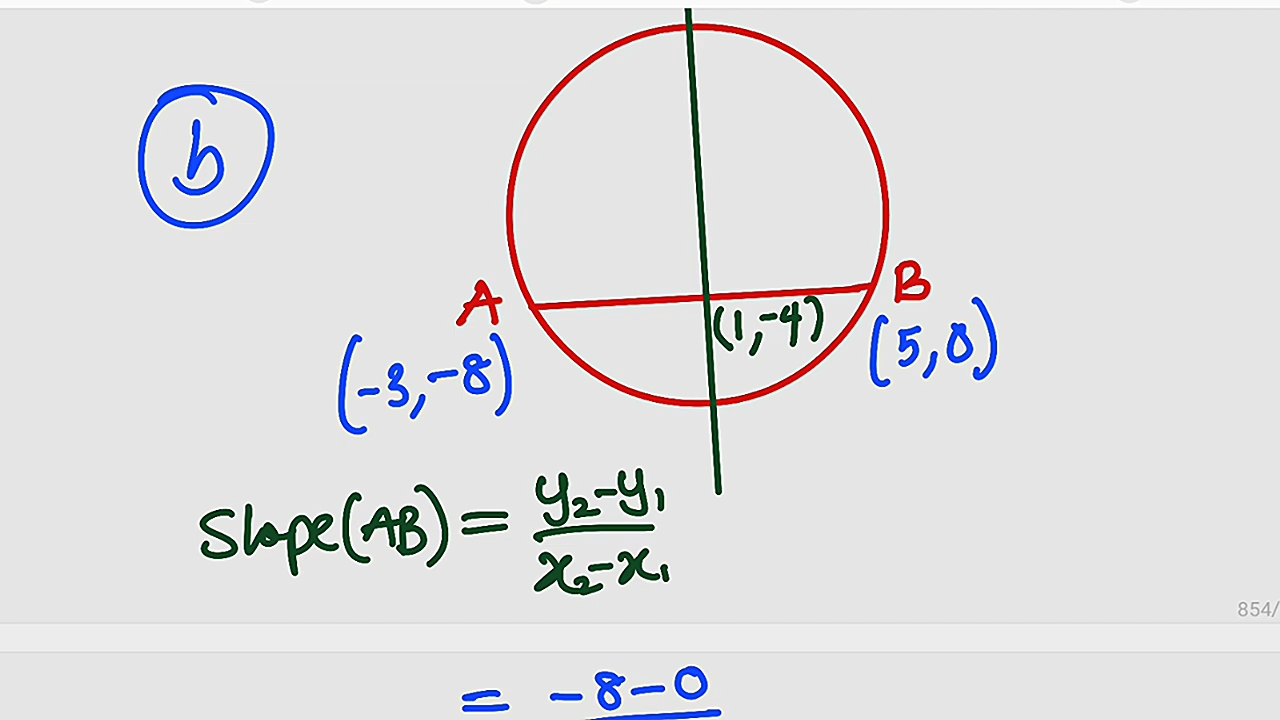 b
A
B
(1,-4)
(-3,-8)
(5,0)
Slope(AB) = y₂-y₁
x₂-x₁
854/
= -8-0